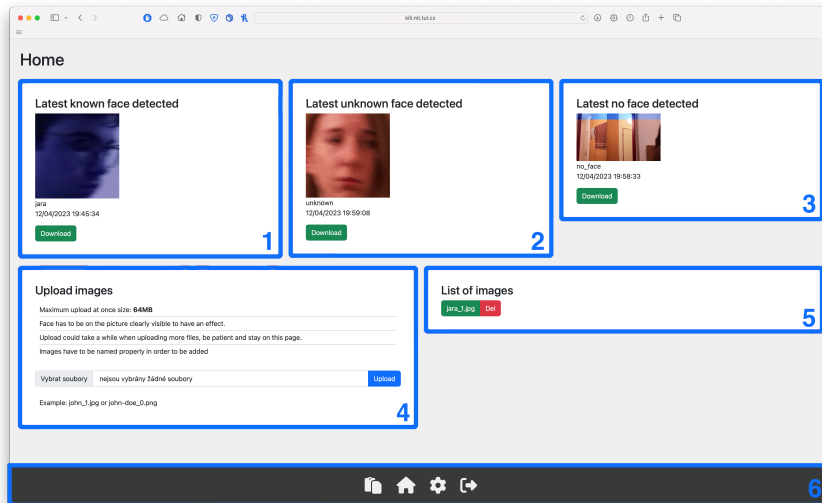 kili.nti.tul.cz
Home
Latest known face detected
jara
12/04/2023 19:45:34
Download
1
Latest unknown face detected
unknown
12/04/2023 19:59:08
Download
2
Latest no face detected
no_face
12/04/2023 19:58:33
Download
3
Upload images
Maximum upload at once size: 64MB
Face has to be on the picture clearly visible to have an effect.
Upload could take a while when uploading more files, be patient and stay on this page.
Images have to be named properly in order to be added
Vybrat soubory nejsou vybrány žádné soubory Upload
Example: john_1.jpg or john-doe_0.png
4
List of images
jara_1.jpg Del
5
6